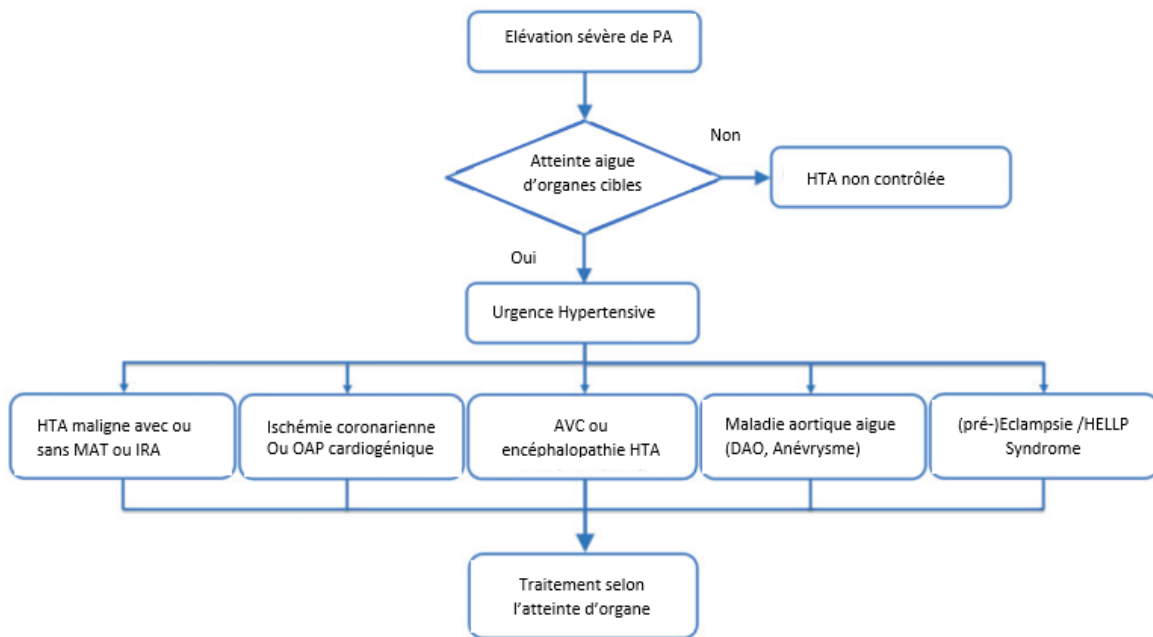 Elévation sévère de PA
Non
Atteinte aigue
d'organes cibles
HTA non contrôlée
Oui
Urgence Hypertensive
HTA maligne avec ou
sans MAT ou IRA
Ischémie coronarienne
Ou OAP cardiogénique
AVC ou
encéphalopathie HTA
Maladie aortique aigue
(DAO, Anévrysme)
(pré-)Eclampsie /HELLP
Syndrome
Traitement selon
l'atteinte d'organe